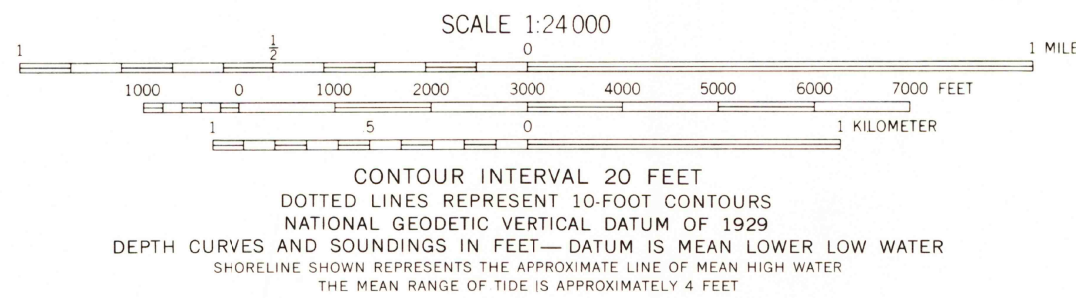 SCALE 1:24 000
1 ½ 0 1 MILE
1000 0 1000 2000 3000 4000 5000 6000 7000 FEET
1 .5 0 1 KILOMETER
CONTOUR INTERVAL 20 FEET
DOTTED LINES REPRESENT 10-FOOT CONTOURS
NATIONAL GEODETIC VERTICAL DATUM OF 1929
DEPTH CURVES AND SOUNDINGS IN FEET—DATUM IS MEAN LOWER LOW WATER
SHORELINE SHOWN REPRESENTS THE APPROXIMATE LINE OF MEAN HIGH WATER
THE MEAN RANGE OF TIDE IS APPROXIMATELY 4 FEET